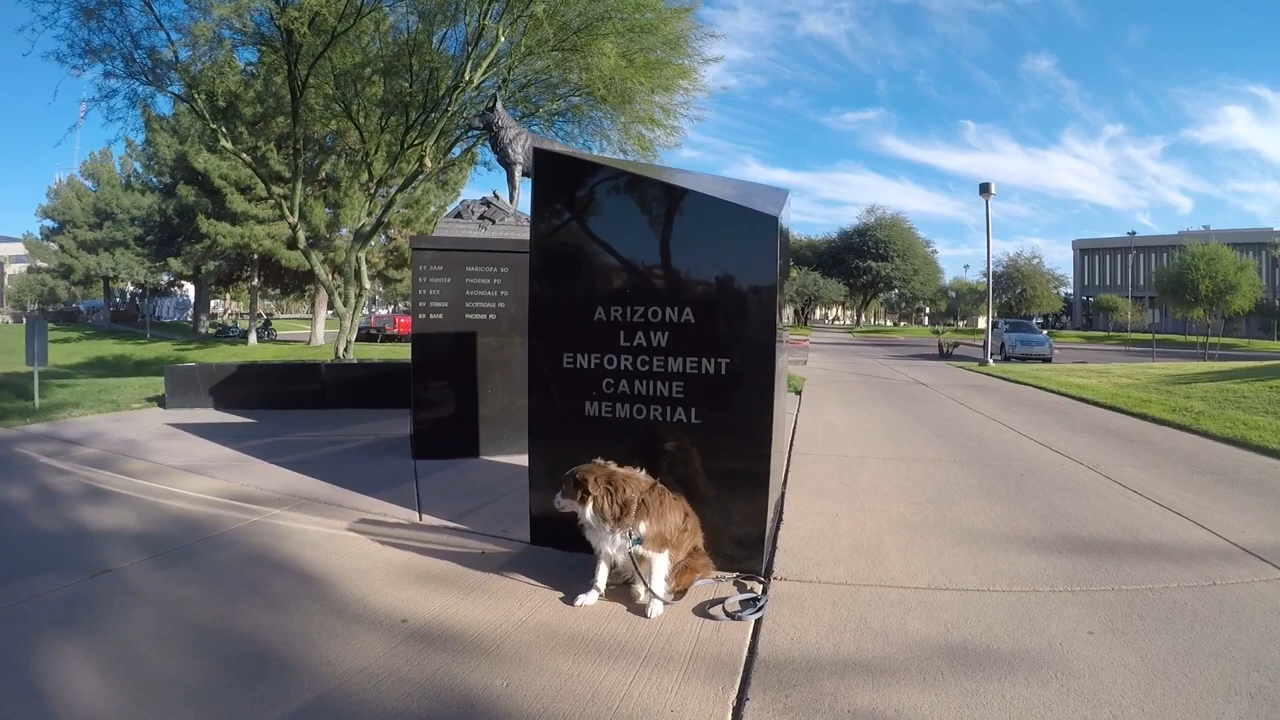 K9 SAM MARICOPA SO
K9 HUNTER PHOENIX PD
K9 REX AVONDALE PD
K9 STRIKER SCOTTSDALE PD
K9 BANE PHOENIX PD
ARIZONA
LAW
ENFORCEMENT
CANINE
MEMORIAL